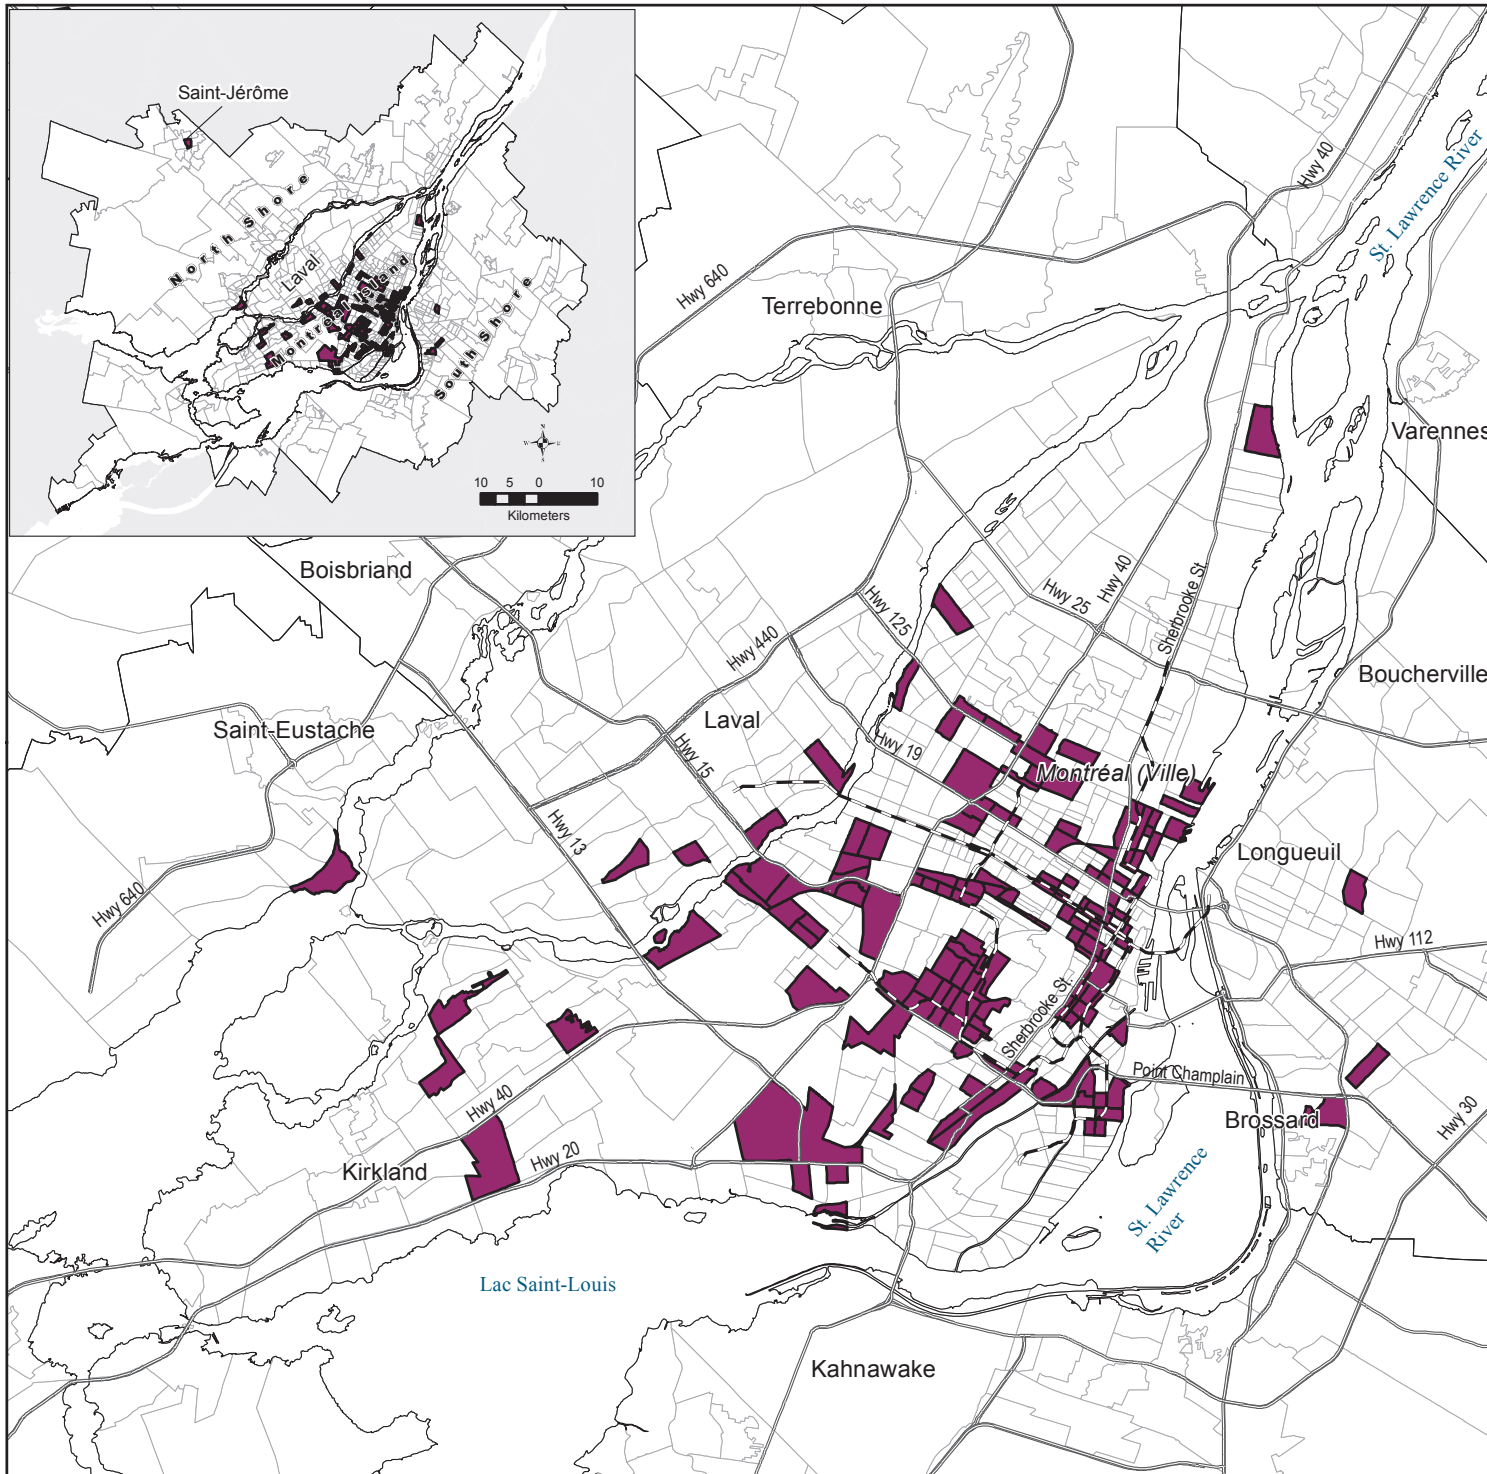 Saint-Jérôme
North Shore
Laval
Montréal Island
South Shore
N
W
E
S
10 5 0 10
Kilometers
Hwy 40
St. Lawrence River
Hwy 640
Terrebonne
Varennes
Boisbriand
Hwy 25
Hwy 40
Sherbrooke St.
Hwy 125
Hwy 440
Boucherville
Saint-Eustache
Laval
Hwy 19
Hwy 15
Montréal (Ville)
Hwy 13
Longueuil
Hwy 640
Hwy 112
Sherbrooke St.
Point Champlain
Hwy 40
Brossard
Hwy 30
Kirkland
Hwy 20
St. Lawrence
River
Lac Saint-Louis
Kahnawake